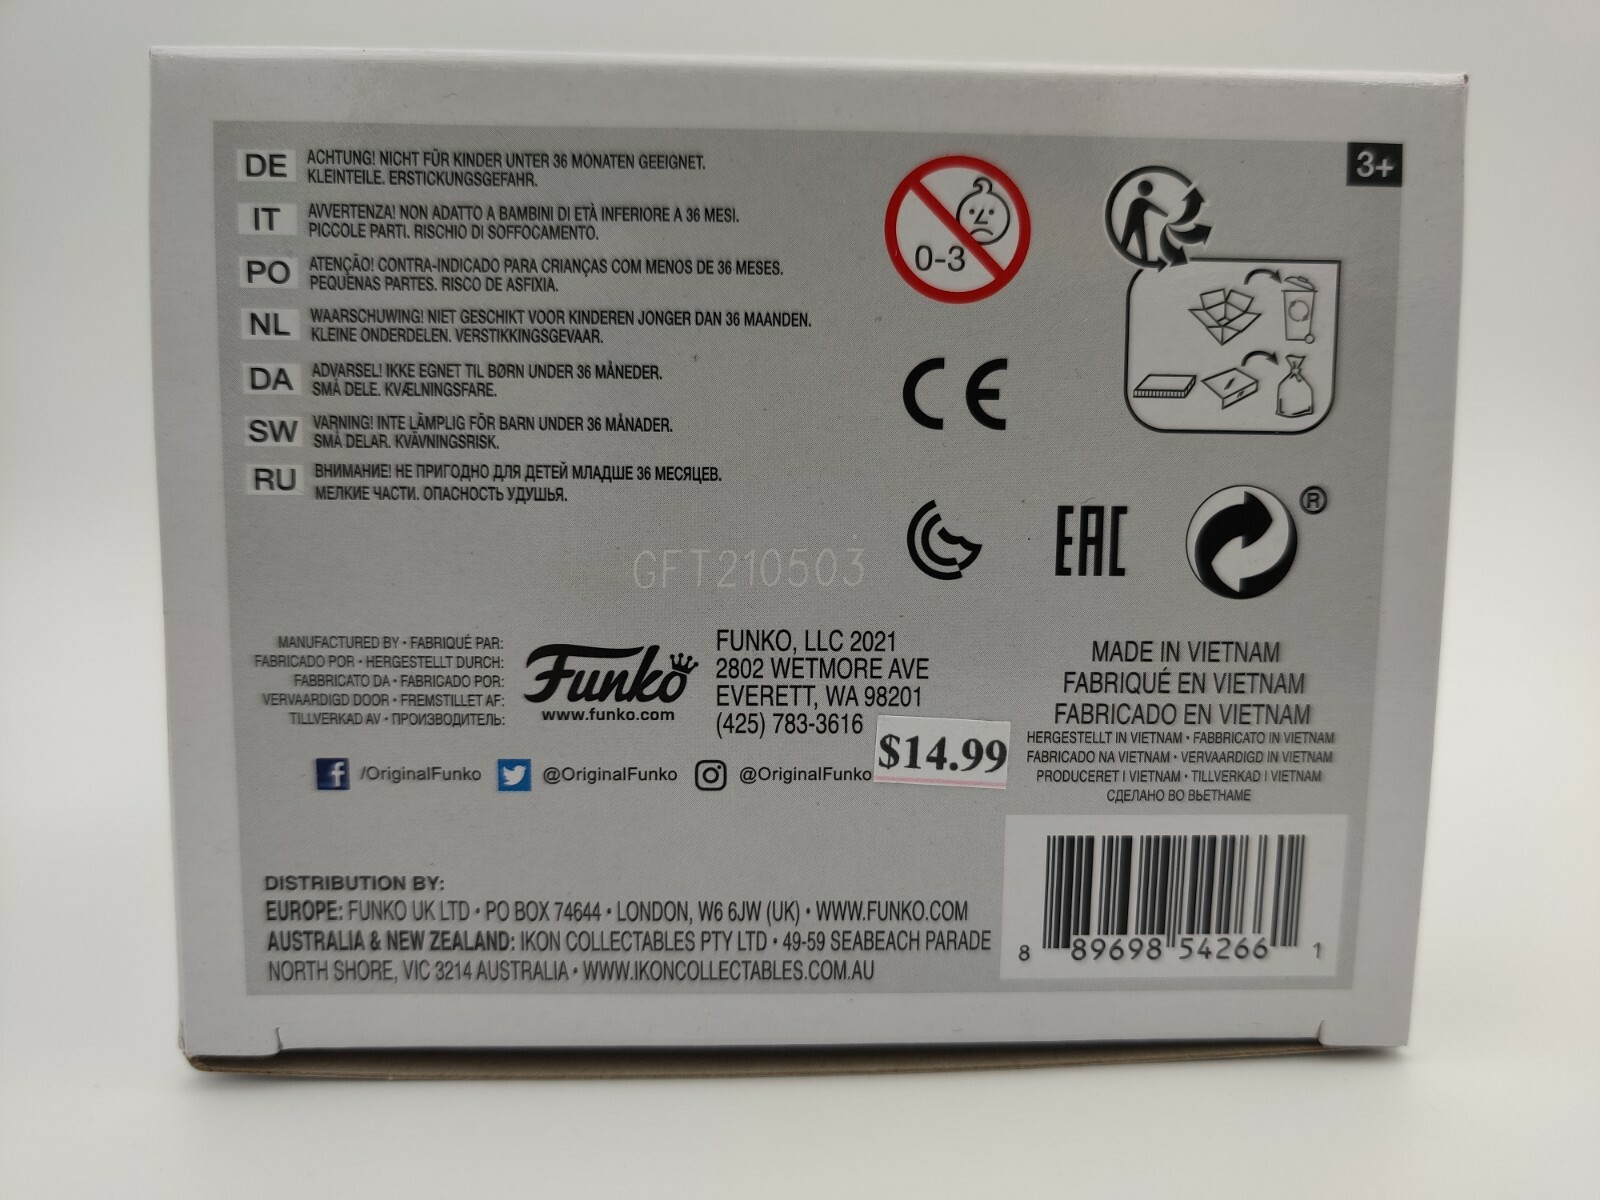 3+
DE ACHTUNG! NICHT FÜR KINDER UNTER 36 MONATEN GEEIGNET.
KLEINTEILE. ERSTICKUNGSGEFAHR.
IT AVVERTENZA! NON ADATTO A BAMBINI DI ETÀ INFERIORE A 36 MESI.
PICCOLE PARTI. RISCHIO DI SOFFOCAMENTO.
PO ATENÇÃO! CONTRA-INDICADO PARA CRIANÇAS COM MENOS DE 36 MESES.
PEQUENAS PARTES. RISCO DE ASFIXIA.
NL WAARSCHUWING! NIET GESCHIKT VOOR KINDEREN JONGER DAN 36 MAANDEN.
KLEINE ONDERDELEN. VERSTIKKINGSGEVAAR.
DA ADVARSEL! IKKE EGNET TIL BØRN UNDER 36 MÅNEDER.
SMÅ DELE. KVÆLNINGSFARE.
SW VARNING! INTE LÄMPLIG FÖR BARN UNDER 36 MÅNADER.
SMÅ DELAR. KVÄVNINGSRISK.
RU ВНИМАНИЕ! НЕ ПРИГОДНО ДЛЯ ДЕТЕЙ МЛАДШЕ 36 МЕСЯЦЕВ.
МЕЛКИЕ ЧАСТИ. ОПАСНОСТЬ УДУШЬЯ.
0-3
CE
EAC
®
GFT210503
MANUFACTURED BY • FABRIQUÉ PAR:
FABRICADO POR • HERGESTELLT DURCH:
FABBRICATO DA • FABRICADO POR:
VERVAARDIGD DOOR • FREMSTILLET AF:
TILLVERKAD AV • ПРОИЗВОДИТЕЛЬ:
Funko
www.funko.com
FUNKO, LLC 2021
2802 WETMORE AVE
EVERETT, WA 98201
(425) 783-3616
$14.99
/OriginalFunko @OriginalFunko @OriginalFunko
MADE IN VIETNAM
FABRIQUÉ EN VIETNAM
FABRICADO EN VIETNAM
HERGESTELLT IN VIETNAM • FABBRICATO IN VIETNAM
FABRICADO NA VIETNAM • VERVAARDIGD IN VIETNAM
PRODUCERET I VIETNAM • TILLVERKAD I VIETNAM
СДЕЛАНО ВО ВЬЕТНАМЕ
DISTRIBUTION BY:
EUROPE: FUNKO UK LTD • PO BOX 74644 • LONDON, W6 6JW (UK) • WWW.FUNKO.COM
AUSTRALIA & NEW ZEALAND: IKON COLLECTABLES PTY LTD • 49-59 SEABEACH PARADE
NORTH SHORE, VIC 3214 AUSTRALIA • WWW.IKONCOLLECTABLES.COM.AU
8 89698 54266 1